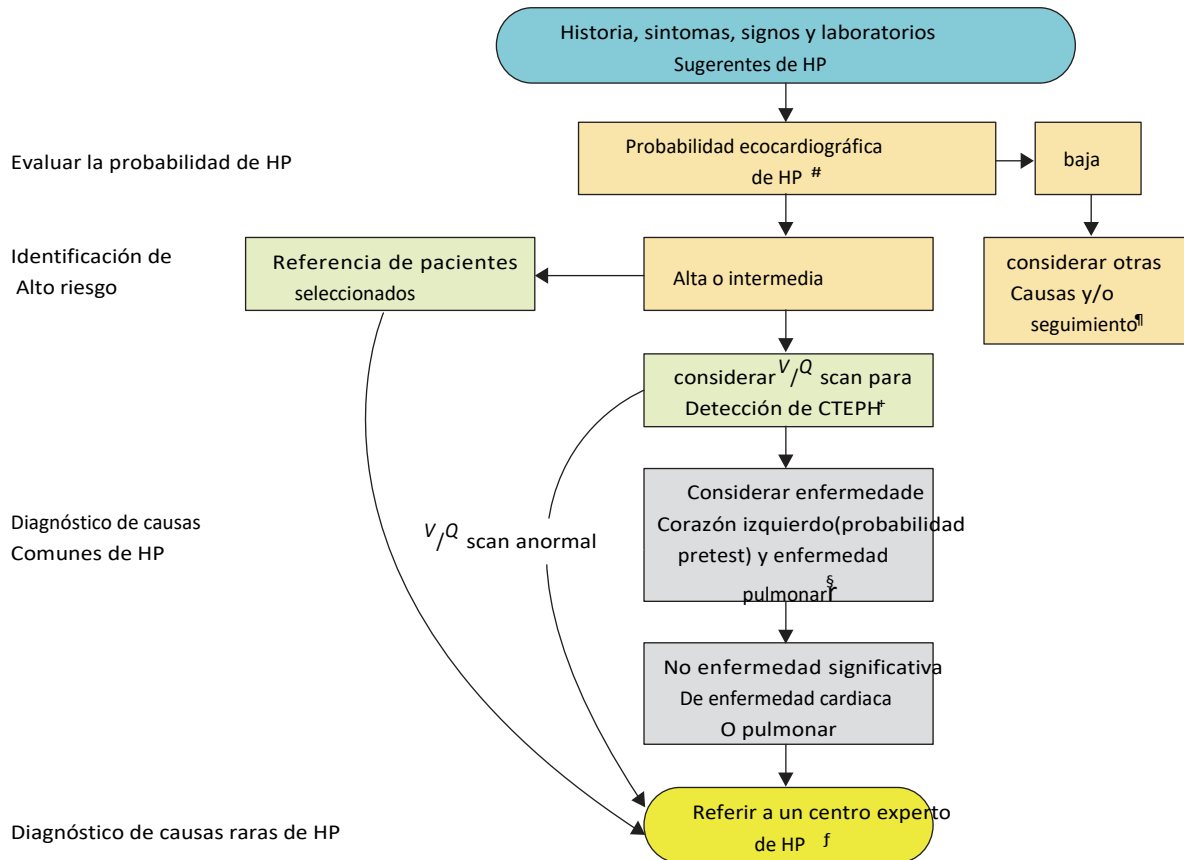 Historia, sintomas, signos y laboratorios
Sugerentes de HP
Evaluar la probabilidad de HP
Probabilidad ecocardiográfica
de HP #
baja
Identificación de
Alto riesgo
Referencia de pacientes
seleccionados
Alta o intermedia
considerar otras
Causas y/o
seguimiento¶
considerar V/Q scan para
Detección de CTEPH+
Diagnóstico de causas
Comunes de HP
V/Q scan anormal
Considerar enfermedade
Corazón izquierdo(probabilidad
pretest) y enfermedad
pulmonar§
No enfermedad significativa
De enfermedad cardiaca
O pulmonar
Diagnóstico de causas raras de HP
Referir a un centro experto
de HP ƒ